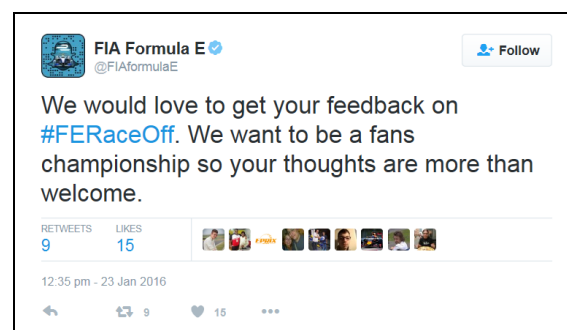 FIA Formula E
@FIAformulaE
Follow
We would love to get your feedback on
#FERaceOff. We want to be a fans
championship so your thoughts are more than
welcome.
RETWEETS LIKES
9 15
12:35 pm - 23 Jan 2016
9 15